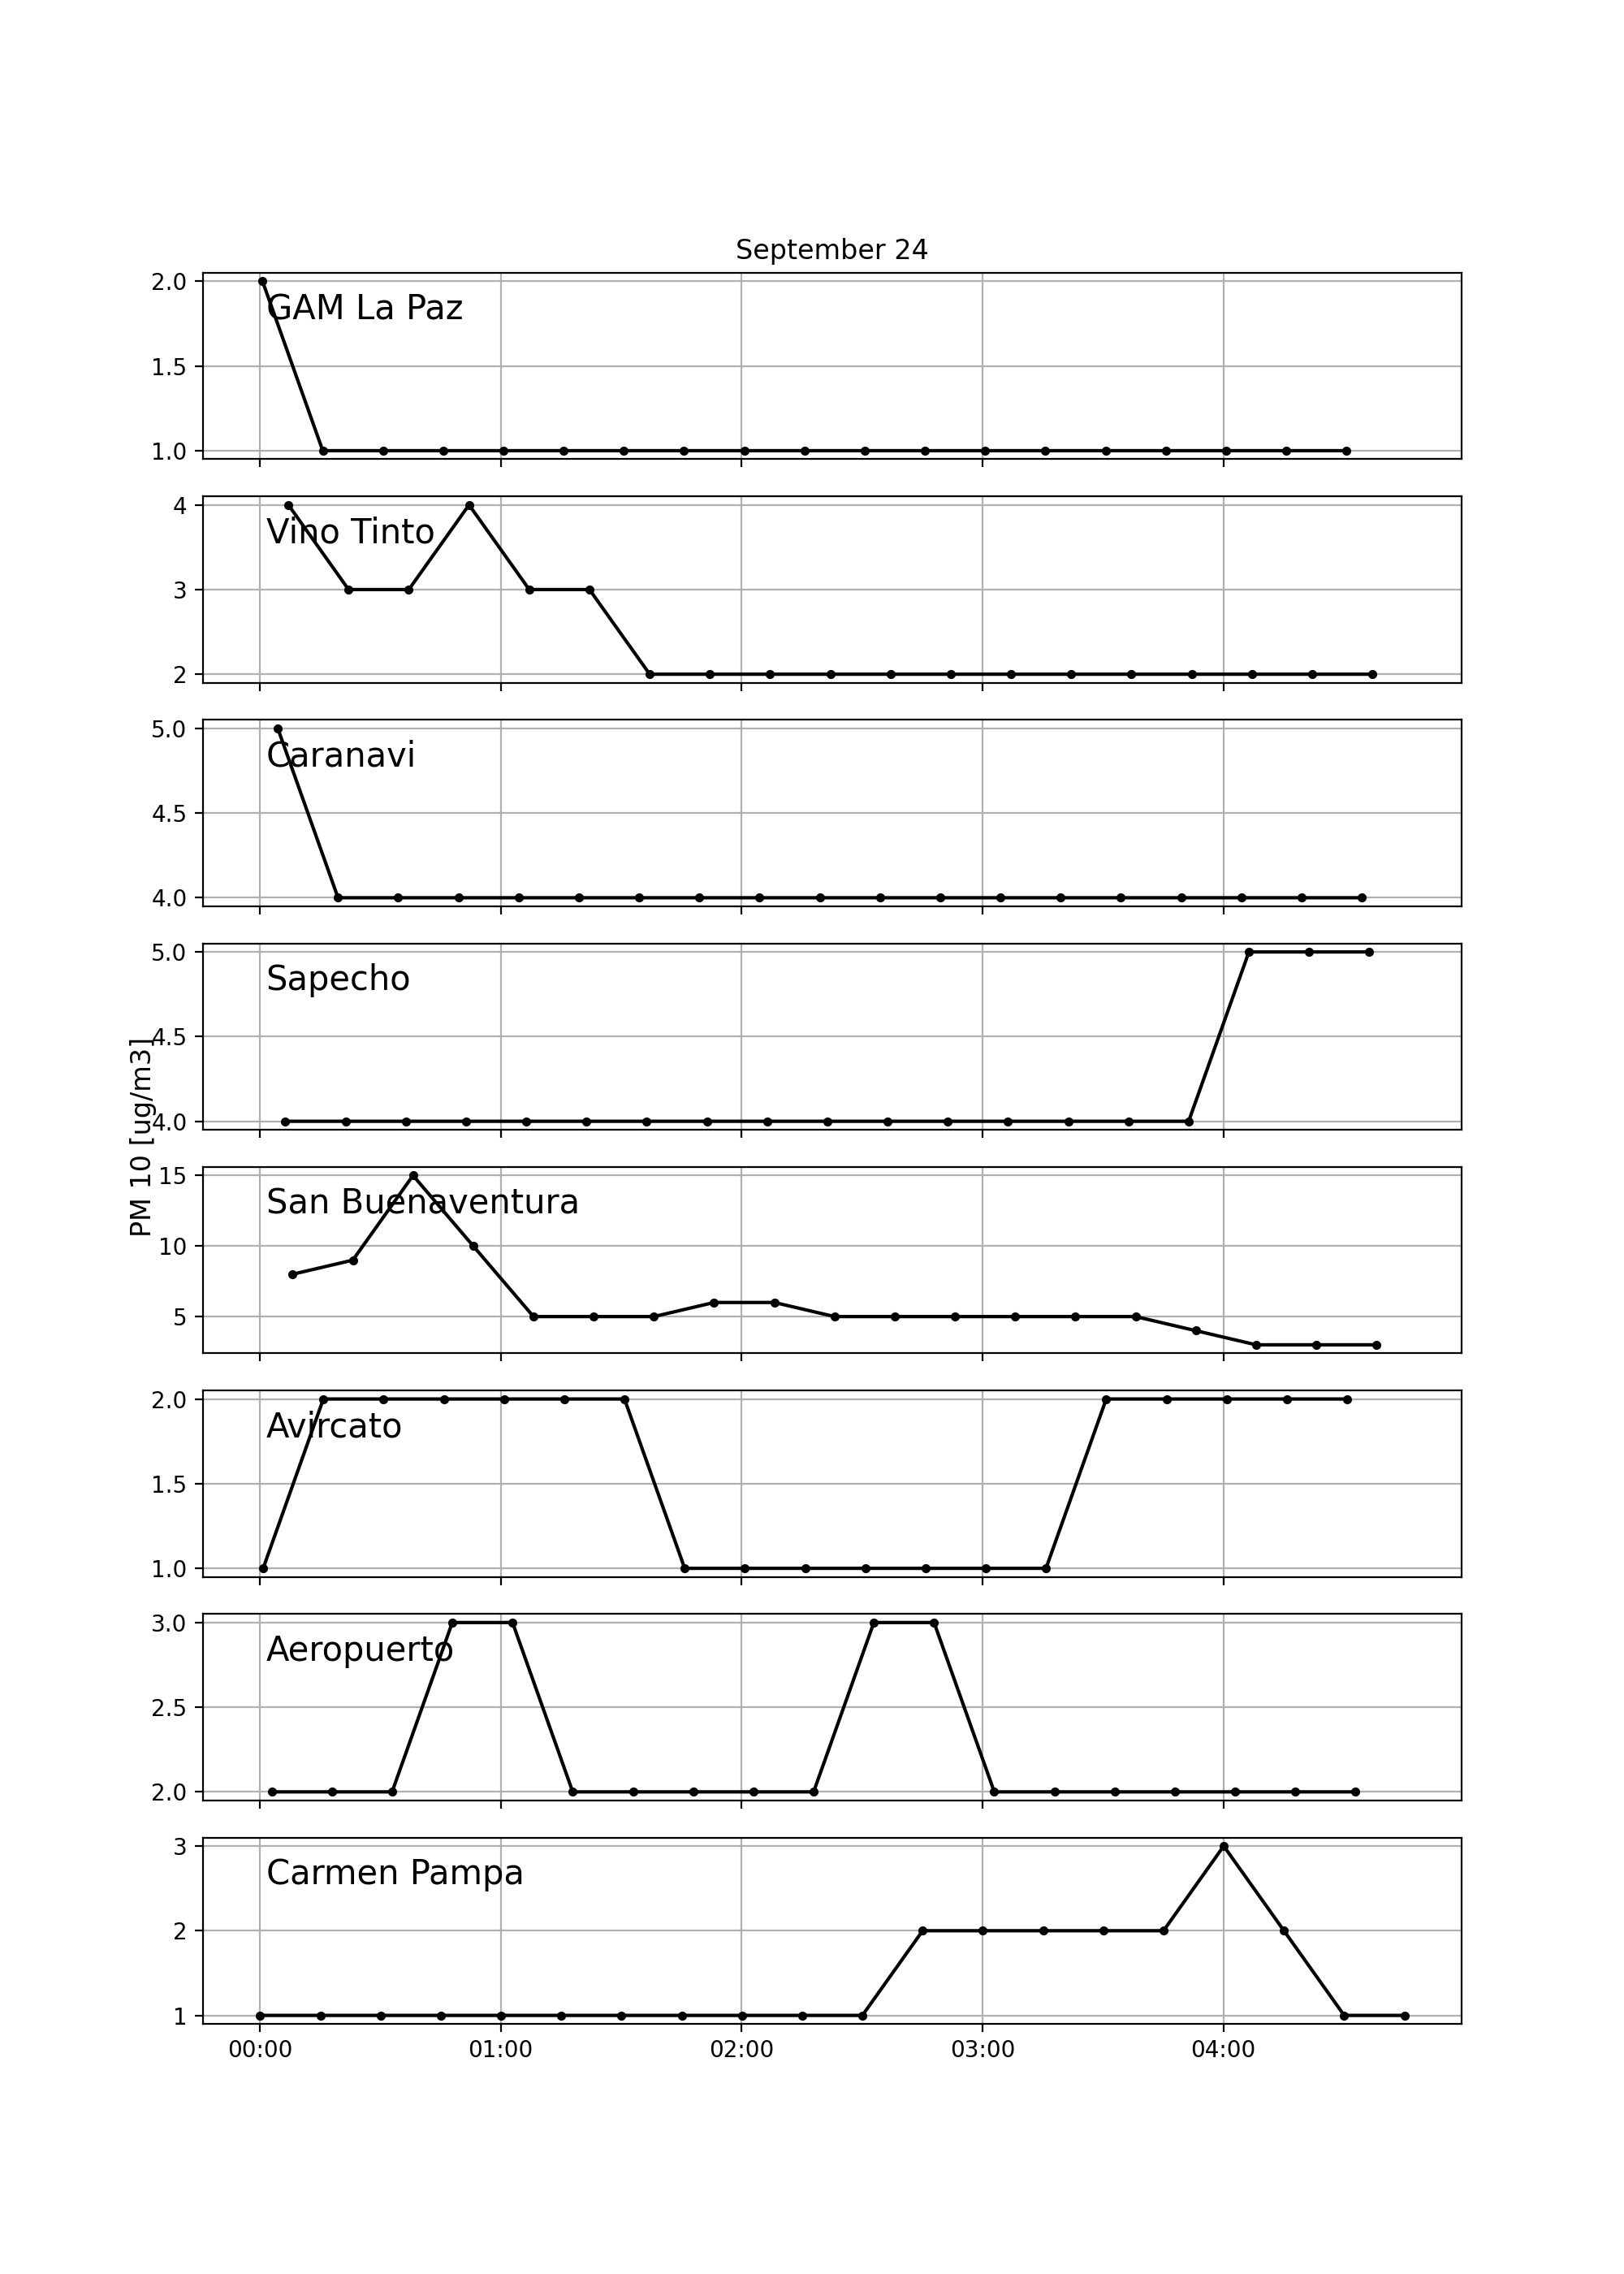 September 24
2.0
GAM La Paz
1.5
1.0
4
Vino Tinto
3
2
5.0
Caranavi
4.5
4.0
5.0
Sapecho
4.5
4.0
PM 10 [ug/m3]
15
San Buenaventura
10
5
2.0
Avircato
1.5
1.0
3.0
Aeropuerto
2.5
2.0
3
Carmen Pampa
2
1
00:00 01:00 02:00 03:00 04:00